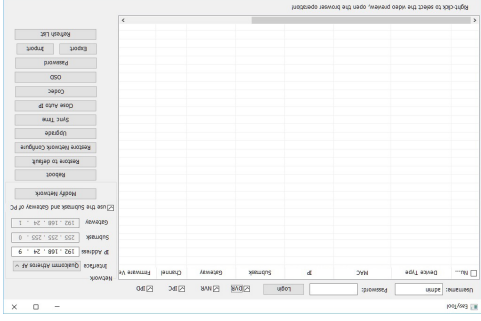 EasyTool
Username: admin Password: Login DVR NVR IPC IPD
Nu... Device Type MAC IP Submask Gateway Channel Firmware Ve
Network
Interface Qualcomm Atheros AR
IP Address 192 . 168 . 24 . 9
Submask 255 . 255 . 255 . 0
Gateway 192 . 168 . 24 . 1
use the Submask and Gateway of PC
Modify Network
Reboot
Restore to default
Restore Network Configure
Upgrade
Sync Time
Close Auto IP
Codec
OSD
Password
Export Import
Refresh List
Right-click to select the video preview, open the browser operation!